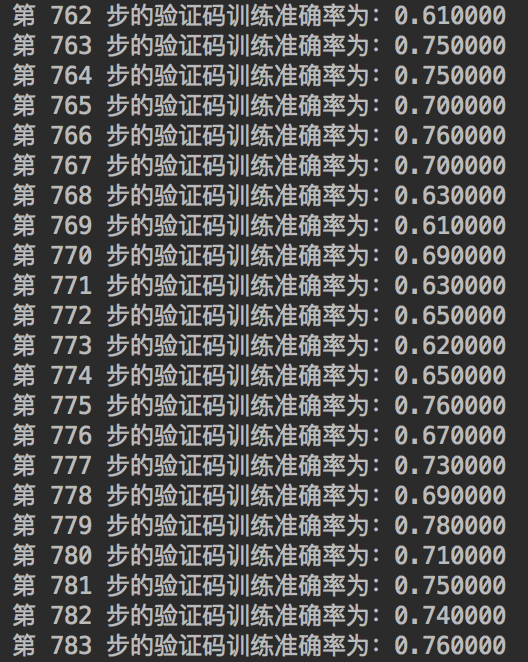 第 762 步的验证码训练准确率为：0.610000
第 763 步的验证码训练准确率为：0.750000
第 764 步的验证码训练准确率为：0.750000
第 765 步的验证码训练准确率为：0.700000
第 766 步的验证码训练准确率为：0.760000
第 767 步的验证码训练准确率为：0.700000
第 768 步的验证码训练准确率为：0.630000
第 769 步的验证码训练准确率为：0.610000
第 770 步的验证码训练准确率为：0.690000
第 771 步的验证码训练准确率为：0.630000
第 772 步的验证码训练准确率为：0.650000
第 773 步的验证码训练准确率为：0.620000
第 774 步的验证码训练准确率为：0.650000
第 775 步的验证码训练准确率为：0.760000
第 776 步的验证码训练准确率为：0.670000
第 777 步的验证码训练准确率为：0.730000
第 778 步的验证码训练准确率为：0.690000
第 779 步的验证码训练准确率为：0.780000
第 780 步的验证码训练准确率为：0.710000
第 781 步的验证码训练准确率为：0.750000
第 782 步的验证码训练准确率为：0.740000
第 783 步的验证码训练准确率为：0.760000